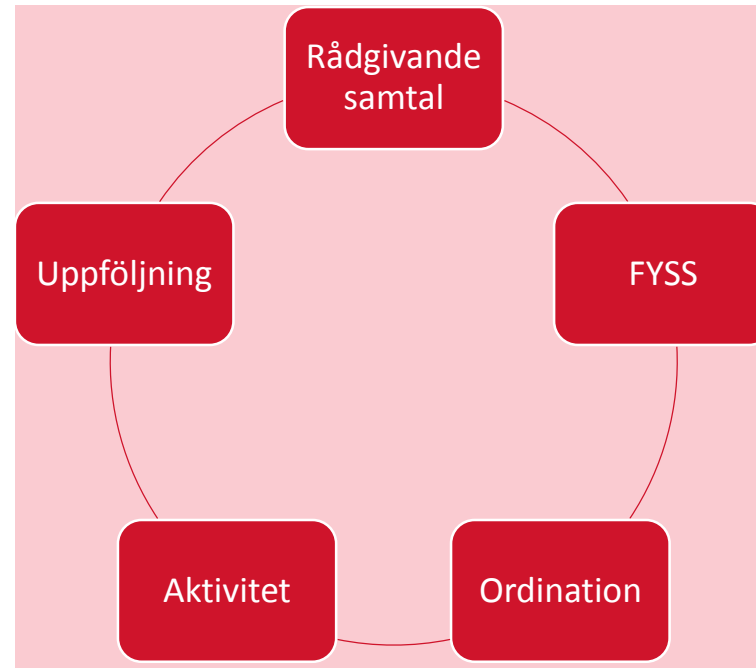 Rådgivande
samtal
FYSS
Ordination
Aktivitet
Uppföljning